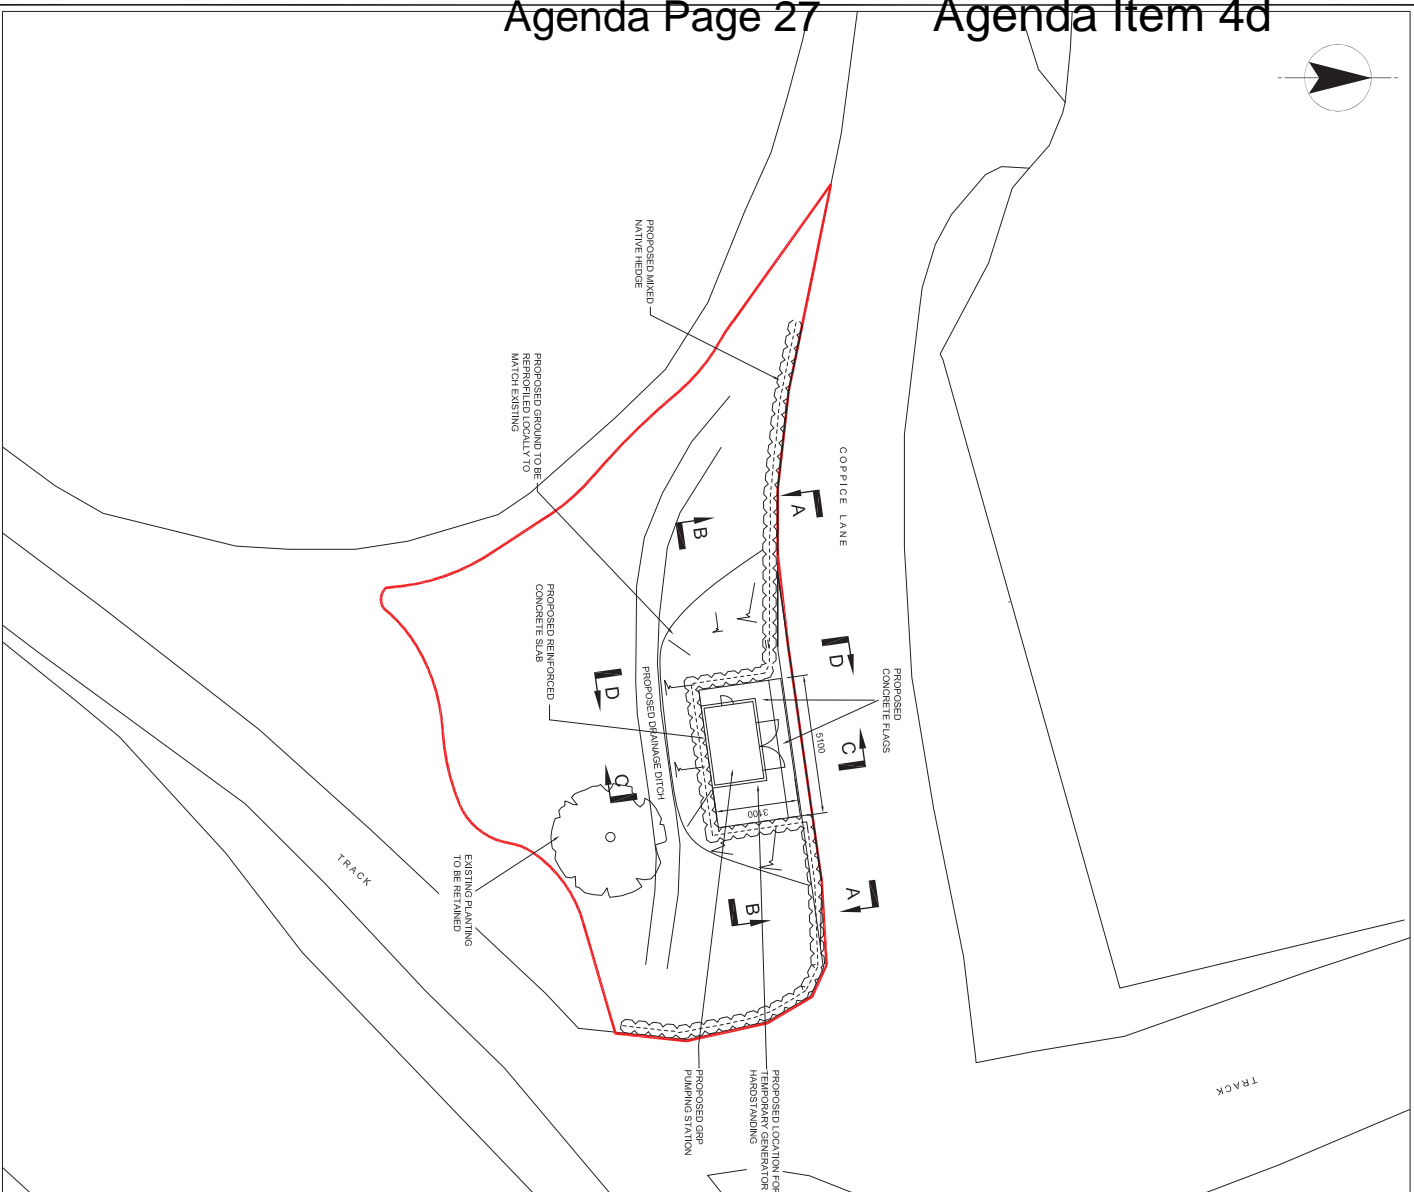 Agenda Page 27
Agenda Item 4d
PROPOSED MIXED
NATIVE HEDGE
PROPOSED GROUND TO BE
REPROFILED LOCALLY TO
MATCH EXISTING
COPPICE LANE
A
B
PROPOSED REINFORCED
CONCRETE SLAB
D
D
PROPOSED DRAINAGE DITCH
PROPOSED
CONCRETE FLAGS
5100
C
C
3400
TRACK
EXISTING PLANTING
TO BE RETAINED
A
B
PROPOSED GRP
PUMPING STATION
PROPOSED LOCATION FOR
TEMPORARY GENERATOR
HARDSTANDING
TRACK